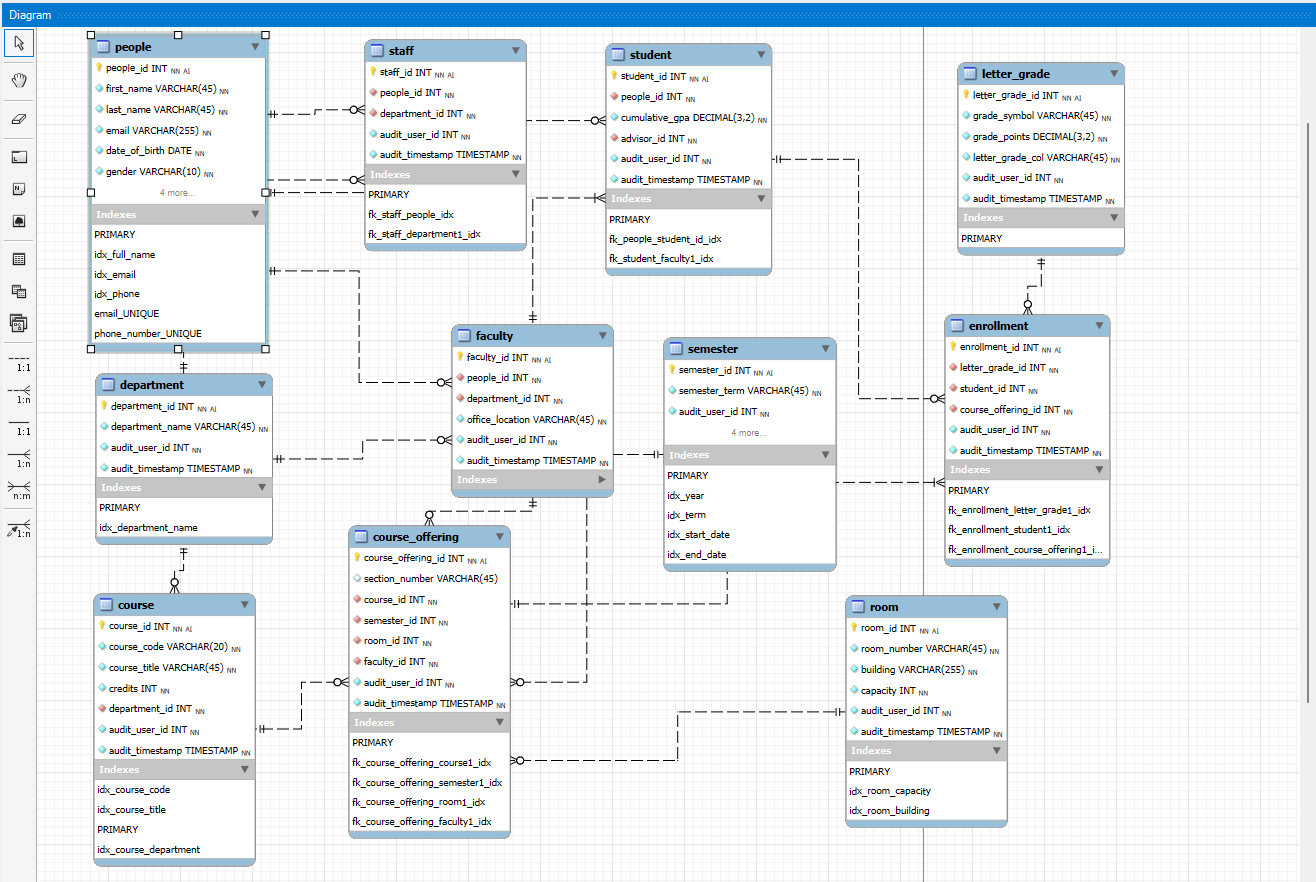 Diagram
people
people_id INT NN AI
first_name VARCHAR(45) NN
last_name VARCHAR(45) NN
email VARCHAR(255) NN
date_of_birth DATE NN
gender VARCHAR(10) NN
4 more...
Indexes
PRIMARY
idx_full_name
idx_email
idx_phone
email_UNIQUE
phone_number_UNIQUE
staff
staff_id INT NN AI
people_id INT NN
department_id INT NN
audit_user_id INT NN
audit_timestamp TIMESTAMP NN
Indexes
PRIMARY
fk_staff_people_idx
fk_staff_department1_idx
student
student_id INT NN AI
people_id INT NN
cumulative_gpa DECIMAL(3,2) NN
advisor_id INT NN
audit_user_id INT NN
audit_timestamp TIMESTAMP NN
Indexes
PRIMARY
fk_people_student_id_idx
fk_student_faculty1_idx
letter_grade
letter_grade_id INT NN AI
grade_symbol VARCHAR(45) NN
grade_points DECIMAL(3,2) NN
letter_grade_col VARCHAR(45) NN
audit_user_id INT NN
audit_timestamp TIMESTAMP NN
Indexes
PRIMARY
1:1
1:n
1:1
1:n
n:m
1:n
department
department_id INT NN AI
department_name VARCHAR(45) NN
audit_user_id INT NN
audit_timestamp TIMESTAMP NN
Indexes
PRIMARY
idx_department_name
faculty
faculty_id INT NN AI
people_id INT NN
department_id INT NN
office_location VARCHAR(45) NN
audit_user_id INT NN
audit_timestamp TIMESTAMP NN
Indexes
semester
semester_id INT NN AI
semester_term VARCHAR(45) NN
audit_user_id INT NN
4 more...
Indexes
PRIMARY
idx_year
idx_term
idx_start_date
idx_end_date
enrollment
enrollment_id INT NN AI
letter_grade_id INT NN
student_id INT NN
course_offering_id INT NN
audit_user_id INT NN
audit_timestamp TIMESTAMP NN
Indexes
PRIMARY
fk_enrollment_letter_grade1_idx
fk_enrollment_student1_idx
fk_enrollment_course_offering1_i...
course
course_id INT NN AI
course_code VARCHAR(20) NN
course_title VARCHAR(45) NN
credits INT NN
department_id INT NN
audit_user_id INT NN
audit_timestamp TIMESTAMP NN
Indexes
idx_course_code
idx_course_title
PRIMARY
idx_course_department
course_offering
course_offering_id INT NN AI
section_number VARCHAR(45)
course_id INT NN
semester_id INT NN
room_id INT NN
faculty_id INT NN
audit_user_id INT NN
audit_timestamp TIMESTAMP NN
Indexes
PRIMARY
fk_course_offering_course1_idx
fk_course_offering_semester1_idx
fk_course_offering_room1_idx
fk_course_offering_faculty1_idx
room
room_id INT NN AI
room_number VARCHAR(45) NN
building VARCHAR(255) NN
capacity INT NN
audit_user_id INT NN
audit_timestamp TIMESTAMP NN
Indexes
PRIMARY
idx_room_capacity
idx_room_building